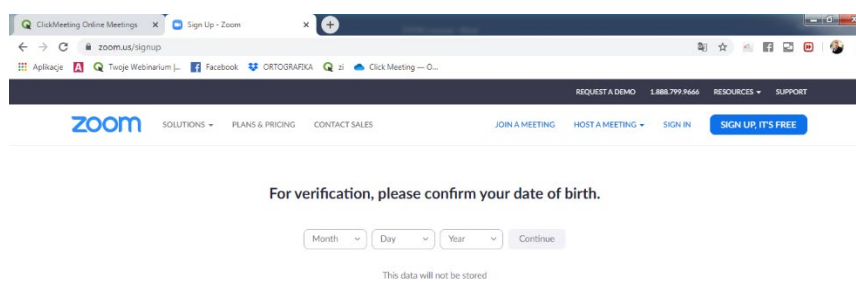 ClickMeeting Online Meetings
Sign Up - Zoom
zoom.us/signup
Aplikacje
Twoje Webinarium |...
Facebook
ORTOGRAFIKA
zi
Click Meeting — O...
REQUEST A DEMO 1.888.799.9666 RESOURCES SUPPORT
zoom SOLUTIONS PLANS & PRICING CONTACT SALES JOIN A MEETING HOST A MEETING SIGN IN SIGN UP, IT'S FREE
For verification, please confirm your date of birth.
Month Day Year Continue
This data will not be stored